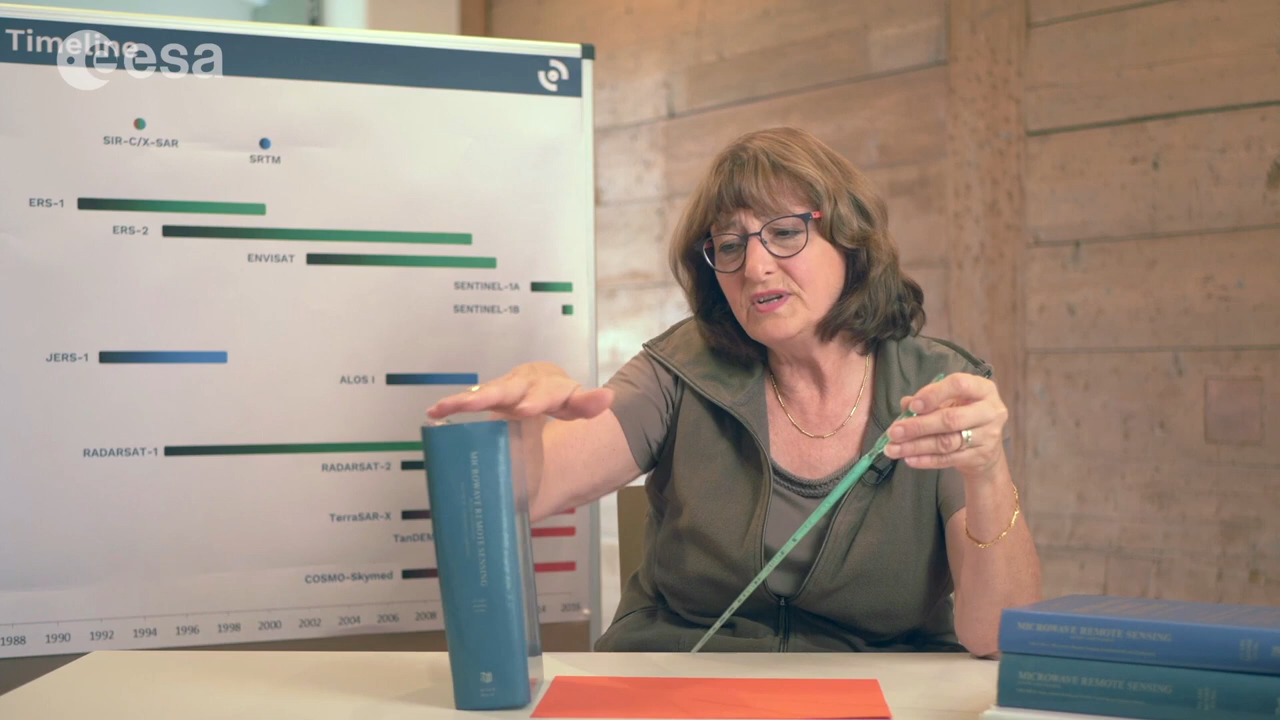 Timeline
esa
SIR-C/X-SAR
SRTM
ERS-1
ERS-2
ENVISAT
SENTINEL-1A
SENTINEL-1B
JERS-1
ALOS I
RADARSAT-1
RADARSAT-2
TerraSAR-X
TanDEM
COSMO-Skymed
1988 1990 1992 1994 1996 1998 2000 2002 2004 2006 2008
MICROWAVE REMOTE SENSING
MICROWAVE REMOTE SENSING
MICROWAVE REMOTE SENSING